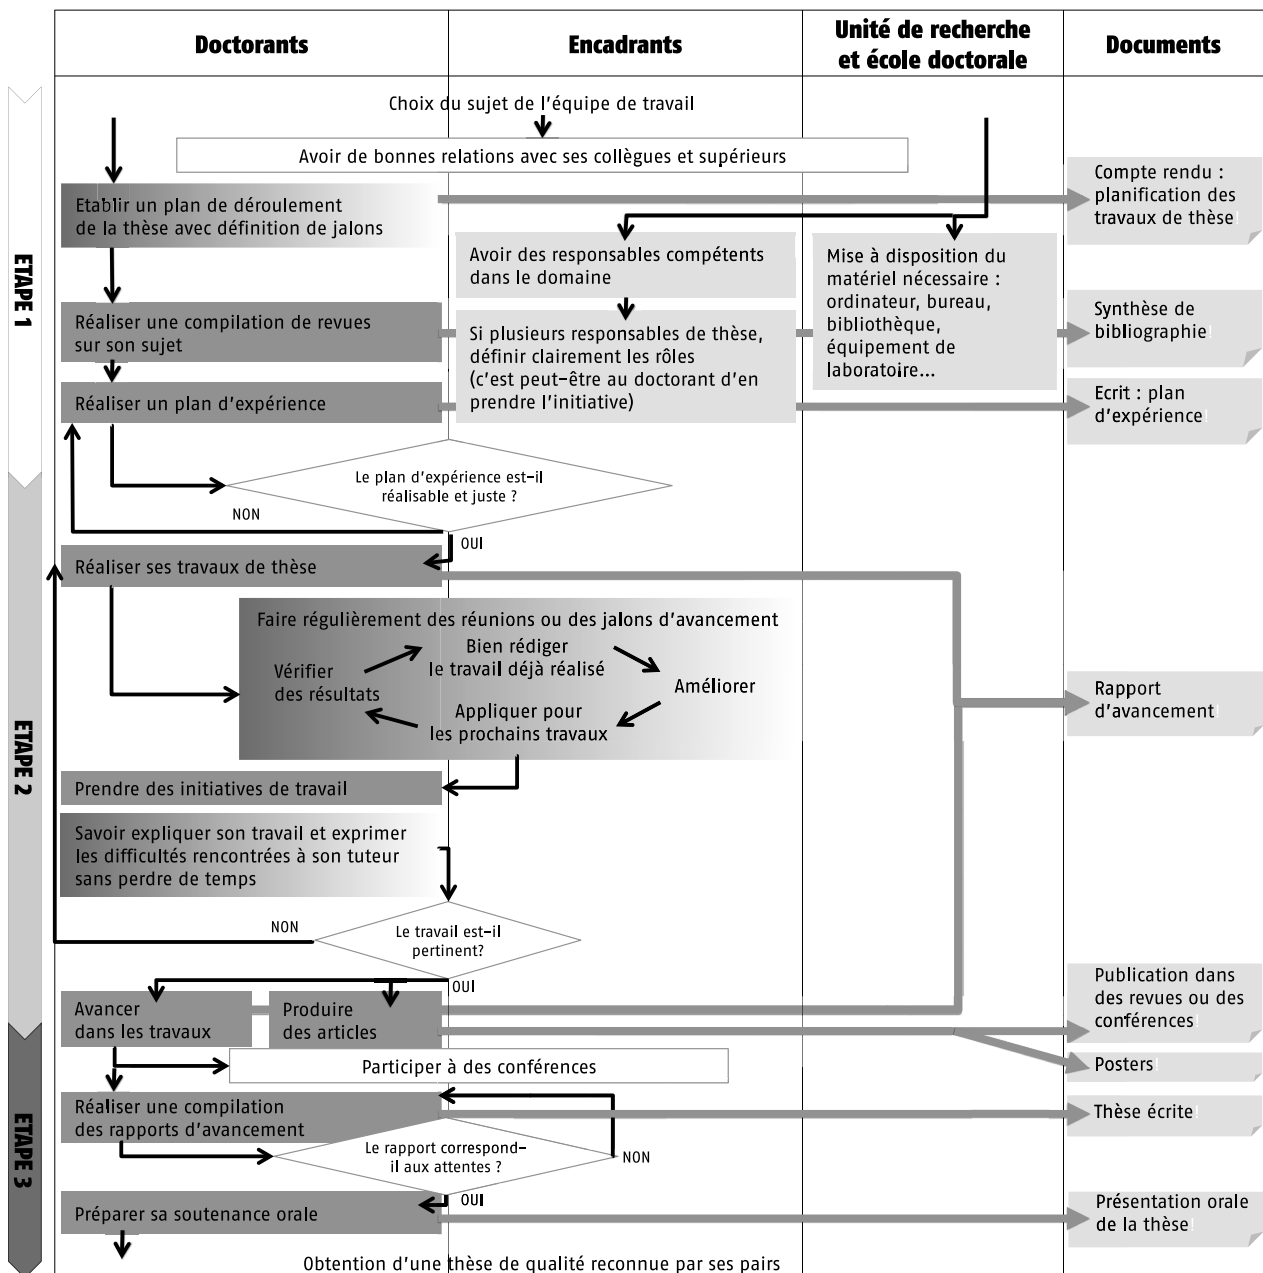 Doctorants
Encadrants
Unité de recherche
et école doctorale
Documents
ETAPE 1
Choix du sujet de l'équipe de travail
Avoir de bonnes relations avec ses collègues et supérieurs
Etablir un plan de déroulement
de la thèse avec définition de jalons
Compte rendu :
planification des
travaux de thèse
Avoir des responsables compétents
dans le domaine
Mise à disposition du
matériel nécessaire :
ordinateur, bureau,
bibliothèque,
équipement de
laboratoire...
Réaliser une compilation de revues
sur son sujet
Si plusieurs responsables de thèse,
définir clairement les rôles
(c'est peut-être au doctorant d'en
prendre l'initiative)
Synthèse de
bibliographie
Réaliser un plan d'expérience
Ecrit : plan
d'expérience
Le plan d'expérience est-il
réalisable et juste ?
NON
OUI
ETAPE 2
Réaliser ses travaux de thèse
Faire régulièrement des réunions ou des jalons d'avancement
Bien rédiger
le travail déjà réalisé
Vérifier
des résultats
Améliorer
Appliquer pour
les prochains travaux
Rapport
d'avancement
Prendre des initiatives de travail
Savoir expliquer son travail et exprimer
les difficultés rencontrées à son tuteur
sans perdre de temps
NON
Le travail est-il
pertinent?
OUI
Avancer
dans les travaux
Produire
des articles
Publication dans
des revues ou des
conférences
ETAPE 3
Participer à des conférences
Posters
Réaliser une compilation
des rapports d'avancement
Thèse écrite
Le rapport correspond-
il aux attentes ?
NON
OUI
Préparer sa soutenance orale
Présentation orale
de la thèse
Obtention d'une thèse de qualité reconnue par ses pairs